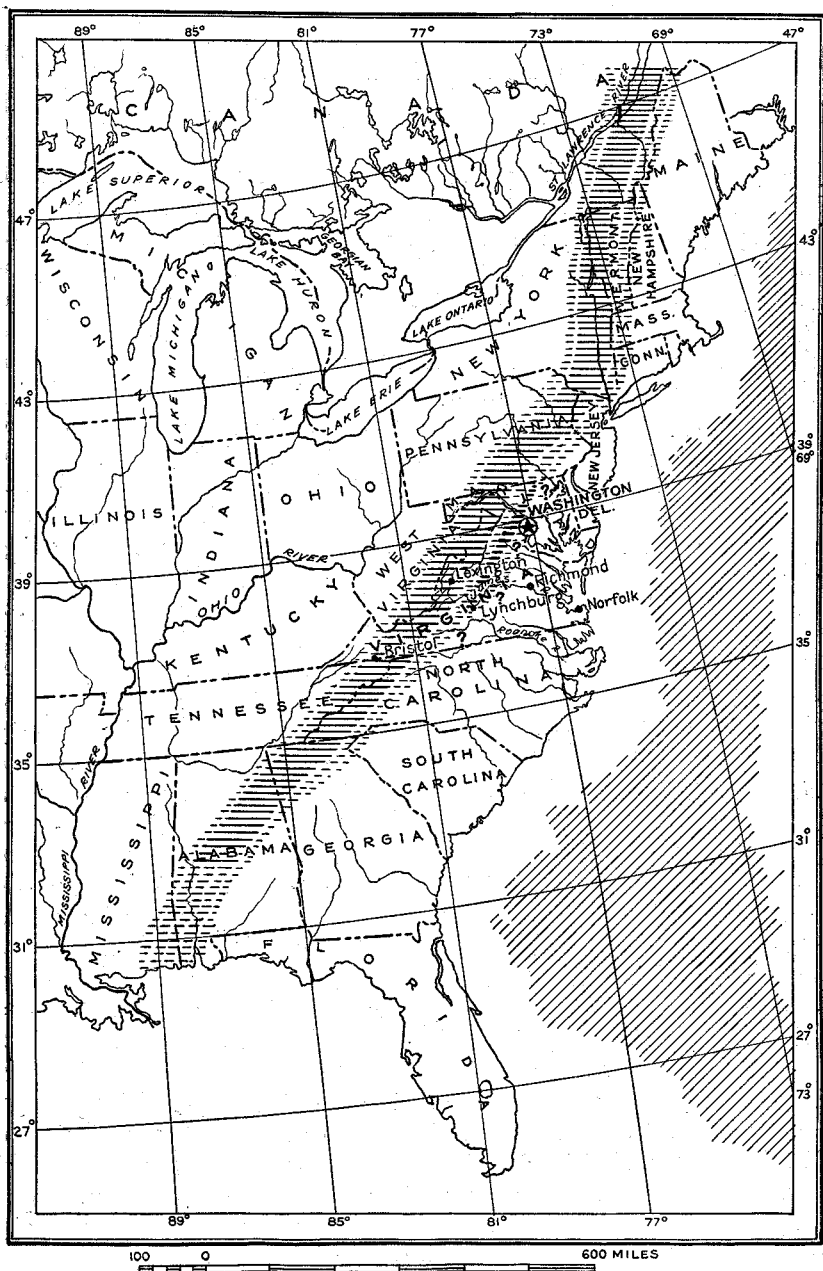 89° 85° 81° 77° 73° 69° 47°
C A N A D A
ST. LAWRENCE RIVER
LAKE SUPERIOR
MAINE
47°
GEORGIAN BAY
MICHIGAN
LAKE HURON
43°
WISCONSIN
LAKE MICHIGAN
LAKE ONTARIO
NEW YORK
VERMONT
NEW HAMPSHIRE
MASS.
CONN.
43°
LAKE ERIE
PENNSYLVANIA
NEW JERSEY
39°
69°
ILLINOIS
INDIANA
OHIO
WASHINGTON
DEL.
WEST VIRGINIA
OHIO RIVER
39°
KENTUCKY
VIRGINIA
Lexington
James
Richmond
Lynchburg
Norfolk
? ?
Bristol
Roanoke
35°
TENNESSEE
NORTH CAROLINA
35°
SOUTH CAROLINA
MISSISSIPPI RIVER
MISSISSIPPI
ALABAMA
GEORGIA
31°
31°
FLORIDA
27°
73°
27°
89° 85° 81° 77°
100 0 600 MILES